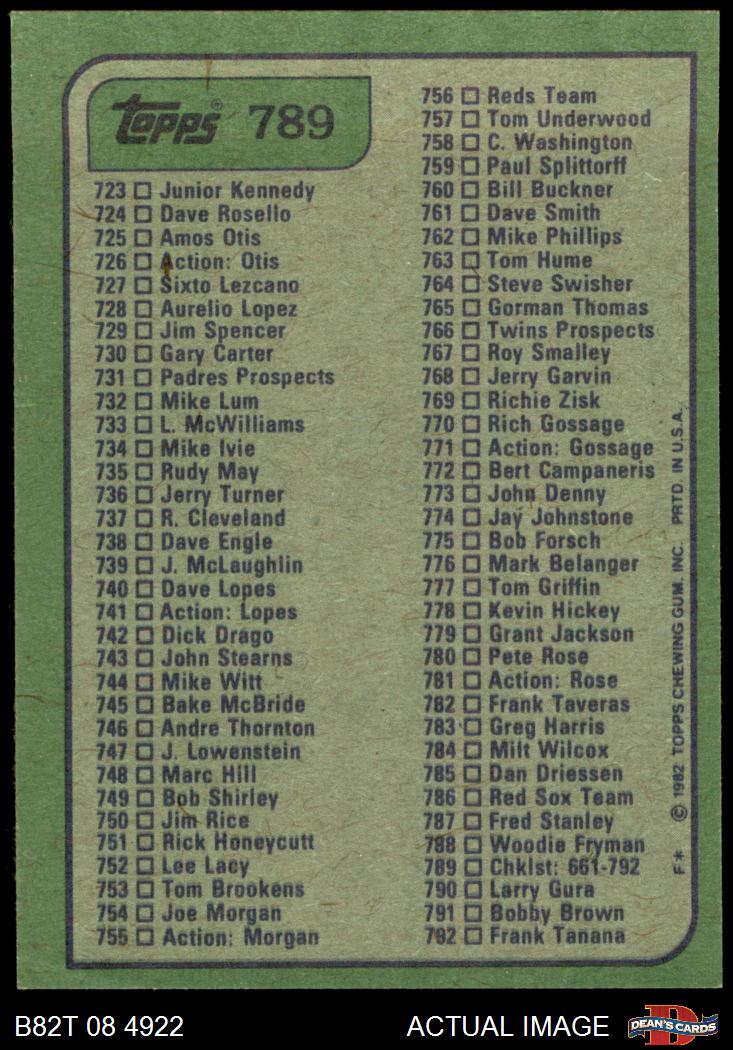 Topps® 789
723 □ Junior Kennedy
724 □ Dave Rosello
725 □ Amos Otis
726 □ Action: Otis
727 □ Sixto Lezcano
728 □ Aurelio Lopez
729 □ Jim Spencer
730 □ Gary Carter
731 □ Padres Prospects
732 □ Mike Lum
733 □ L. McWilliams
734 □ Mike Ivie
735 □ Rudy May
736 □ Jerry Turner
737 □ R. Cleveland
738 □ Dave Engle
739 □ J. McLaughlin
740 □ Dave Lopes
741 □ Action: Lopes
742 □ Dick Drago
743 □ John Stearns
744 □ Mike Witt
745 □ Bake McBride
746 □ Andre Thornton
747 □ J. Lowenstein
748 □ Marc Hill
749 □ Bob Shirley
750 □ Jim Rice
751 □ Rick Honeycutt
752 □ Lee Lacy
753 □ Tom Brookens
754 □ Joe Morgan
755 □ Action: Morgan
756 □ Reds Team
757 □ Tom Underwood
758 □ C. Washington
759 □ Paul Splittorff
760 □ Bill Buckner
761 □ Dave Smith
762 □ Mike Phillips
763 □ Tom Hume
764 □ Steve Swisher
765 □ Gorman Thomas
766 □ Twins Prospects
767 □ Roy Smalley
768 □ Jerry Garvin
769 □ Richie Zisk
770 □ Rich Gossage
771 □ Action: Gossage
772 □ Bert Campaneris
773 □ John Denny
774 □ Jay Johnstone
775 □ Bob Forsch
776 □ Mark Belanger
777 □ Tom Griffin
778 □ Kevin Hickey
779 □ Grant Jackson
780 □ Pete Rose
781 □ Action: Rose
782 □ Frank Taveras
783 □ Greg Harris
784 □ Milt Wilcox
785 □ Dan Driessen
786 □ Red Sox Team
787 □ Fred Stanley
788 □ Woodie Fryman
789 □ Chklst: 661-792
790 □ Larry Gura
791 □ Bobby Brown
792 □ Frank Tanana
F* © 1982 TOPPS CHEWING GUM. INC. PRTD. IN U.S.A.
B82T 08 4922 ACTUAL IMAGE D DEAN'S CARDS